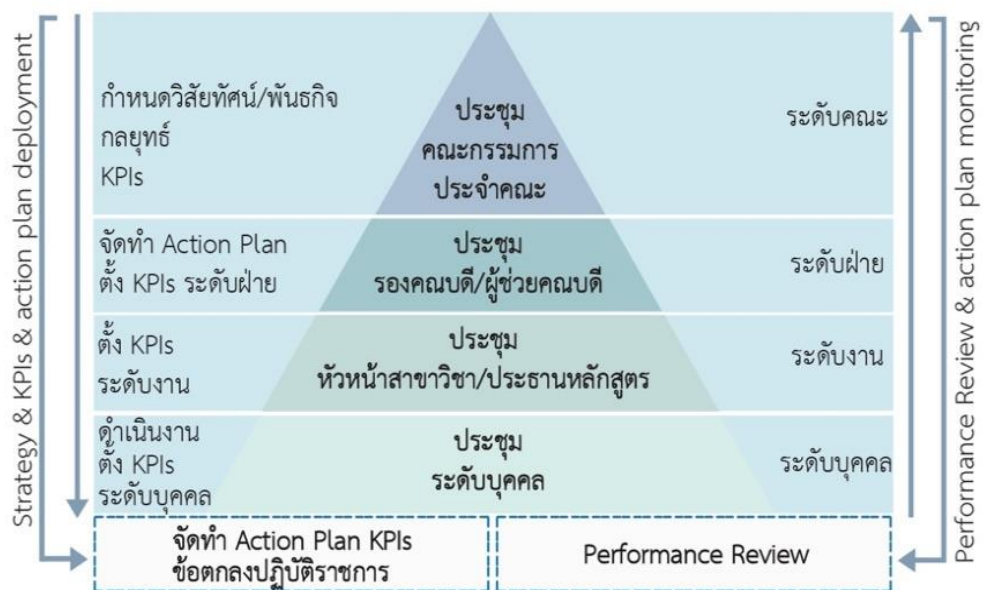 Strategy & KPIs & action plan deployment
กำหนดวิสัยทัศน์/พันธกิจ
กลยุทธ์
KPIs
ประชุม
คณะกรรมการ
ประจำคณะ
ระดับคณะ
จัดทำ Action Plan
ตั้ง KPIs ระดับฝ่าย
ประชุม
รองคณบดี/ผู้ช่วยคณบดี
ระดับฝ่าย
ตั้ง KPIs
ระดับงาน
ประชุม
หัวหน้าสาขาวิชา/ประธานหลักสูตร
ระดับงาน
ดำเนินงาน
ตั้ง KPIs
ระดับบุคคล
ประชุม
ระดับบุคคล
ระดับบุคคล
จัดทำ Action Plan KPIs
ข้อตกลงปฏิบัติราชการ
Performance Review
Performance Review & action plan monitoring